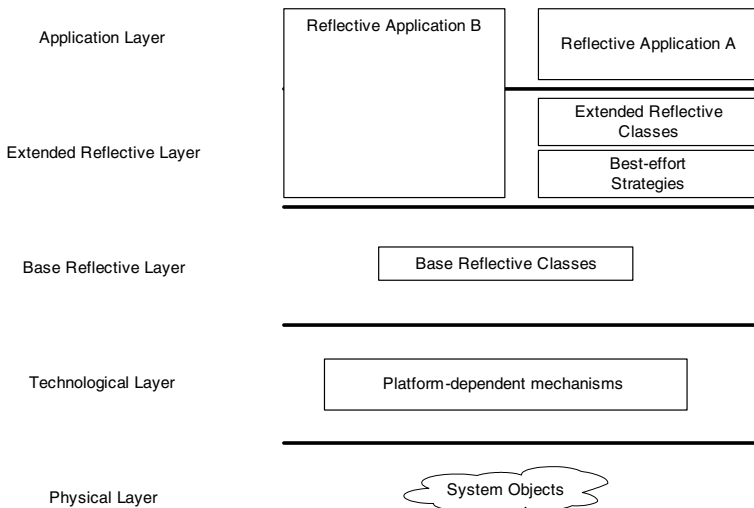 Application Layer
Reflective Application B
Reflective Application A
Extended Reflective Layer
Extended Reflective
Classes
Best-effort
Strategies
Base Reflective Layer
Base Reflective Classes
Technological Layer
Platform-dependent mechanisms
Physical Layer
System Objects